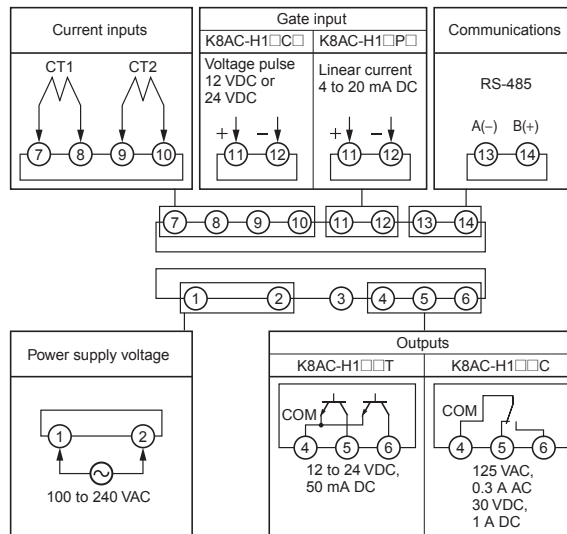 Current inputs
CT1 CT2
7 8 9 10
Gate input
K8AC-H1□C□ K8AC-H1□P□
Voltage pulse
12 VDC or
24 VDC
Linear current
4 to 20 mA DC
+ − + −
11 12 11 12
Communications
RS-485
A(−) B(+)
13 14
7 8 9 10 11 12 13 14
1 2 3 4 5 6
Power supply voltage
1 2
100 to 240 VAC
Outputs
K8AC-H1□□T K8AC-H1□□C
COM COM
4 5 6 4 5 6
12 to 24 VDC,
50 mA DC
125 VAC,
0.3 A AC
30 VDC,
1 A DC